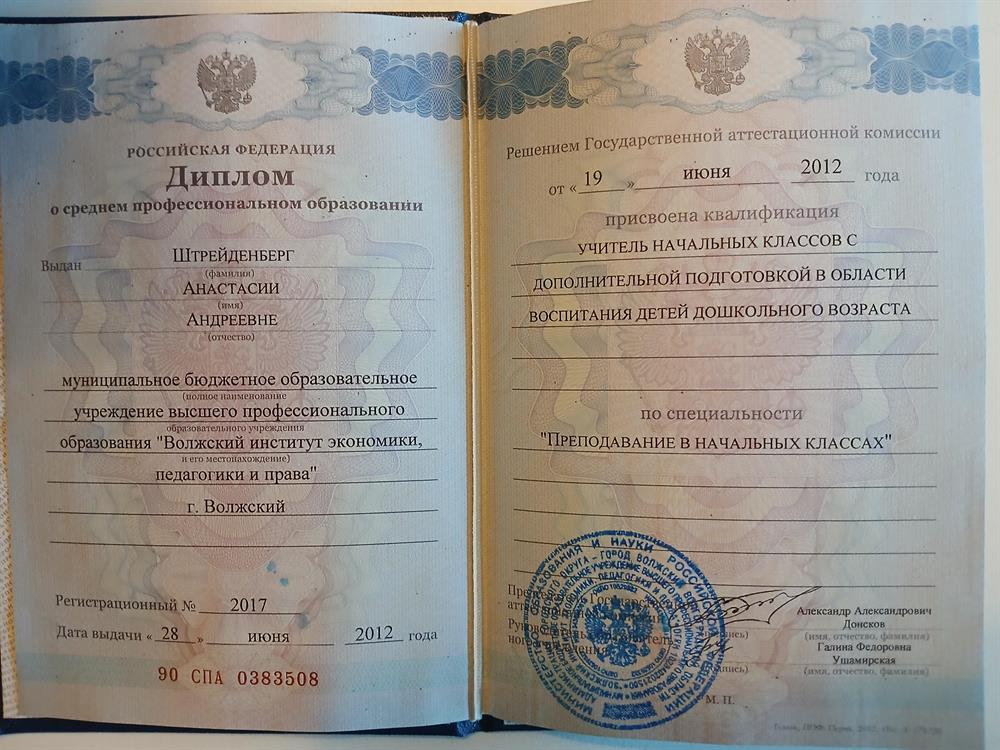 РОССИЙСКАЯ ФЕДЕРАЦИЯ
Диплом
о среднем профессиональном образовании
Выдан Штрейденберг
(фамилия)
Анастасии
(имя)
Андреевне
(отчество)
муниципальное бюджетное образовательное
(полное наименование
учреждение высшего профессионального
образовательного учреждения
образования "Волжский институт экономики,
и его местонахождение)
педагогики и права"
г. Волжский
Регистрационный № 2017
Дата выдачи « 28 » июня 2012 года
90 СПА 0383508
Решением Государственной аттестационной комиссии
от « 19 » июня 2012 года
присвоена квалификация
УЧИТЕЛЬ НАЧАЛЬНЫХ КЛАССОВ С
ДОПОЛНИТЕЛЬНОЙ ПОДГОТОВКОЙ В ОБЛАСТИ
ВОСПИТАНИЯ ДЕТЕЙ ДОШКОЛЬНОГО ВОЗРАСТА
по специальности
"Преподавание в начальных классах"
Александр Александрович
Донсков
(имя, отчество, фамилия)
Галина Федоровна
Ушамирская
(имя, отчество, фамилия)
М. П.